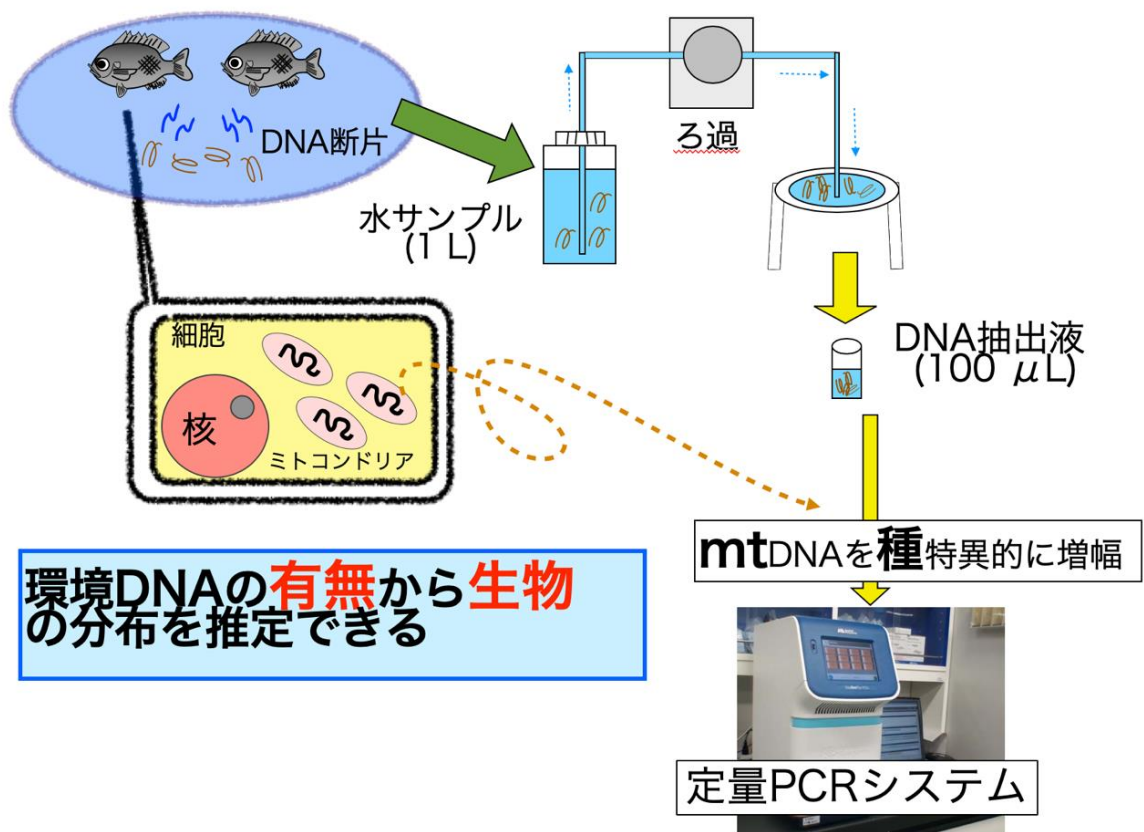 DNA断片
ろ過
水サンプル
(1 L)
細胞
核
ミトコンドリア
DNA抽出液
(100 μL)
mtDNAを種特異的に増幅
環境DNAの有無から生物
の分布を推定できる
定量PCRシステム